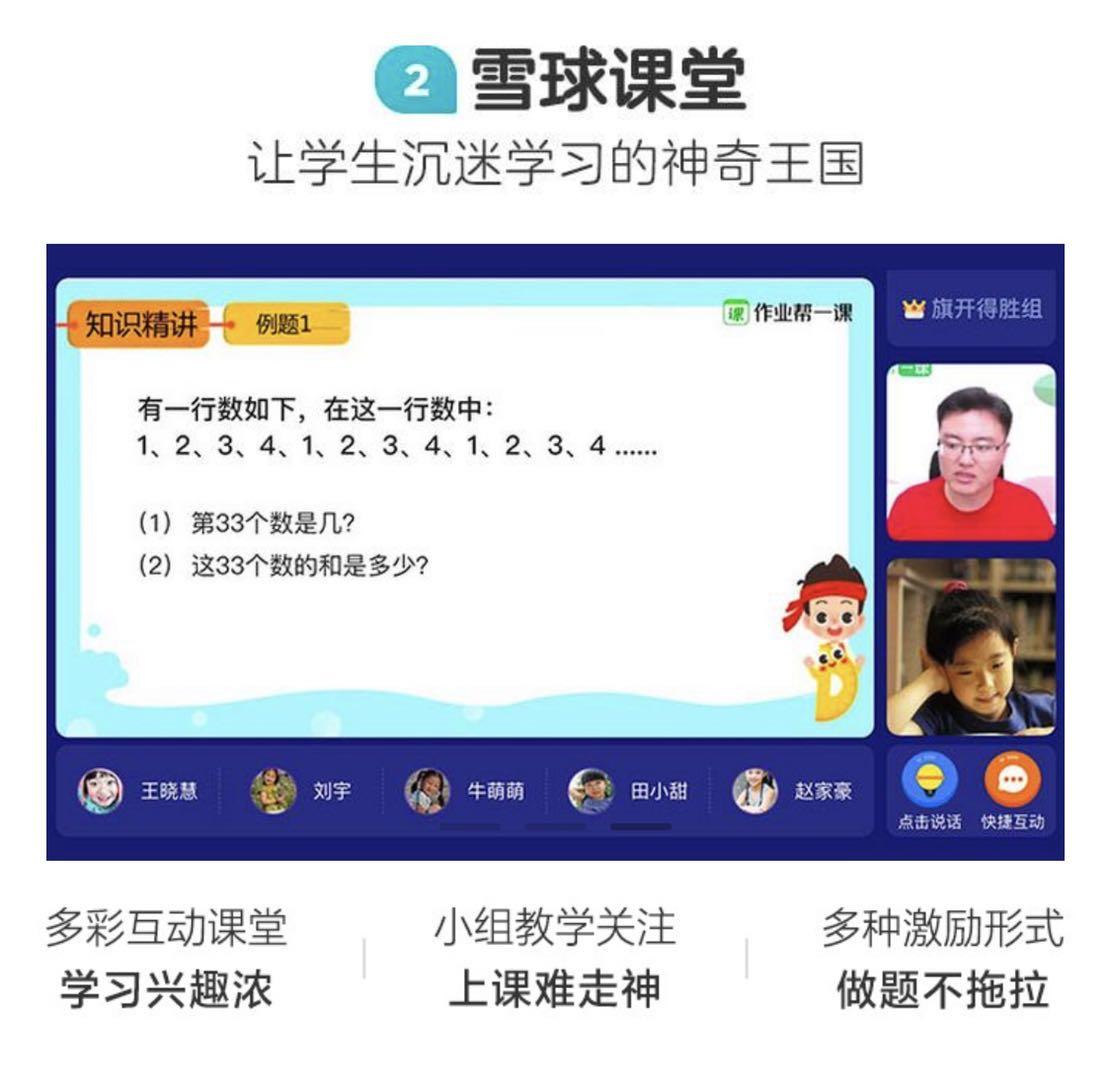 2 雪球课堂
让学生沉迷学习的神奇王国
知识精讲 例题1
课 作业帮一课
旗开得胜组
一课
有一行数如下，在这一行数中：
1、2、3、4、1、2、3、4、1、2、3、4 ......
（1） 第33个数是几?
（2） 这33个数的和是多少?
D
王晓慧 刘宇 牛萌萌 田小甜 赵家豪
点击说话 快捷互动
多彩互动课堂
学习兴趣浓
小组教学关注
上课难走神
多种激励形式
做题不拖拉